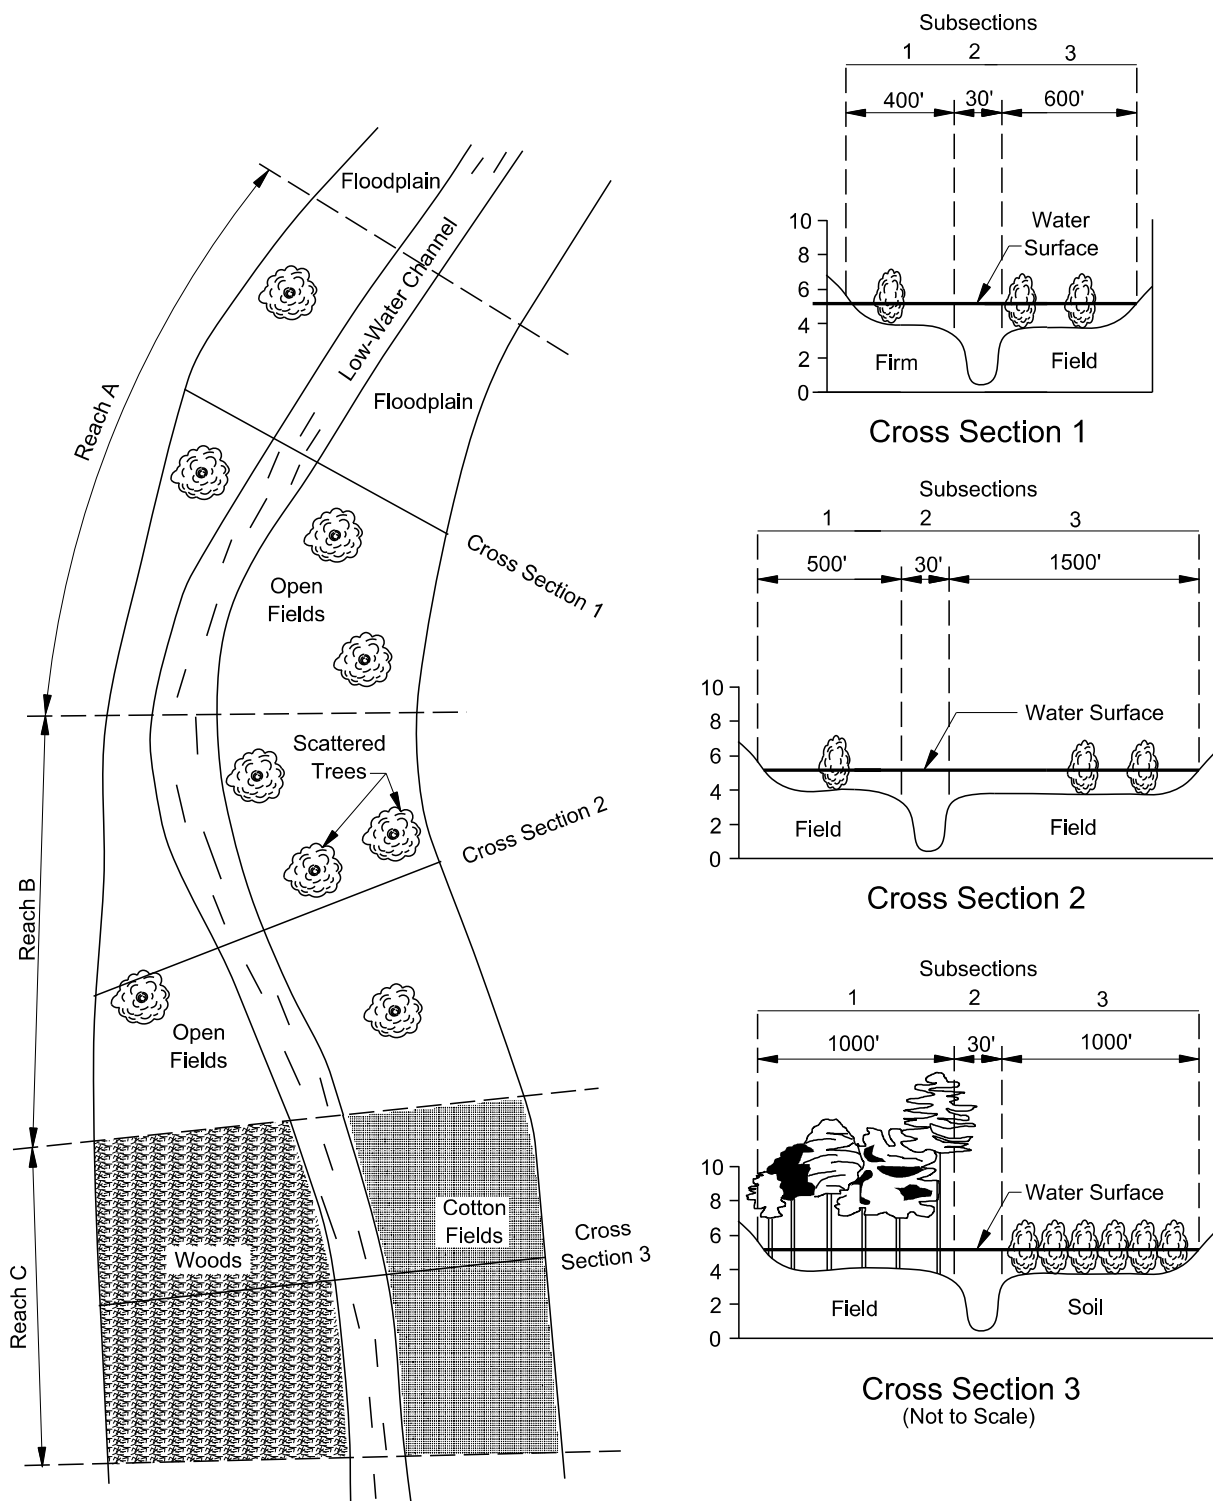 Floodplain
Low-Water Channel
Reach A
Floodplain
Cross Section 1
Open
Fields
Scattered
Trees
Cross Section 2
Reach B
Open
Fields
Cotton
Fields
Woods
Cross
Section 3
Reach C
Subsections
1 2 3
400' 30' 600'
10
8
6
4
2
0
Water
Surface
Firm
Field
Cross Section 1
Subsections
1 2 3
500' 30' 1500'
10
8
6
4
2
0
Water Surface
Field
Field
Cross Section 2
Subsections
1 2 3
1000' 30' 1000'
10
8
6
4
2
0
Water Surface
Field
Soil
Cross Section 3
(Not to Scale)